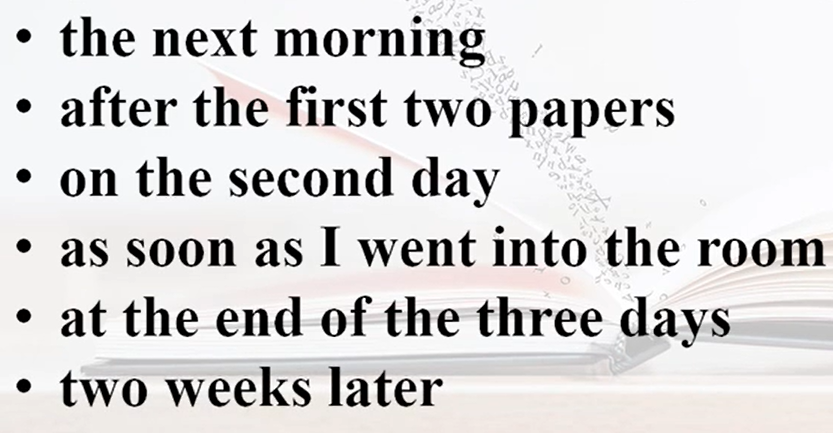 • the next morning
• after the first two papers
• on the second day
• as soon as I went into the room
• at the end of the three days
• two weeks later